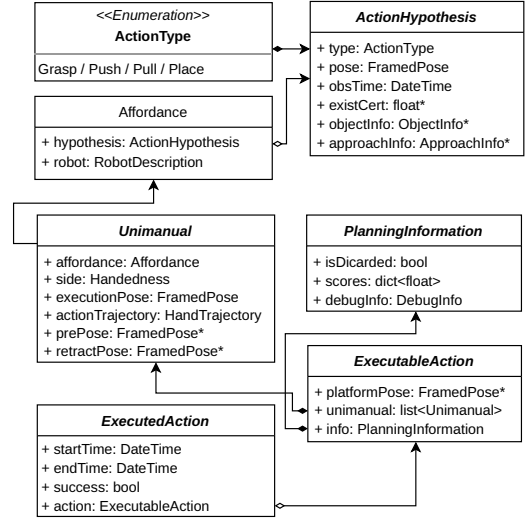 <<Enumeration>>
ActionType
Grasp / Push / Pull / Place
ActionHypothesis
+ type: ActionType
+ pose: FramedPose
+ obsTime: DateTime
+ existCert: float*
+ objectInfo: ObjectInfo*
+ approachInfo: ApproachInfo*
Affordance
+ hypothesis: ActionHypothesis
+ robot: RobotDescription
Unimanual
+ affordance: Affordance
+ side: Handedness
+ executionPose: FramedPose
+ actionTrajectory: HandTrajectory
+ prePose: FramedPose*
+ retractPose: FramedPose*
PlanningInformation
+ isDicarded: bool
+ scores: dict<float>
+ debugInfo: DebugInfo
ExecutableAction
+ platformPose: FramedPose*
+ unimanual: list<Unimanual>
+ info: PlanningInformation
ExecutedAction
+ startTime: DateTime
+ endTime: DateTime
+ success: bool
+ action: ExecutableAction